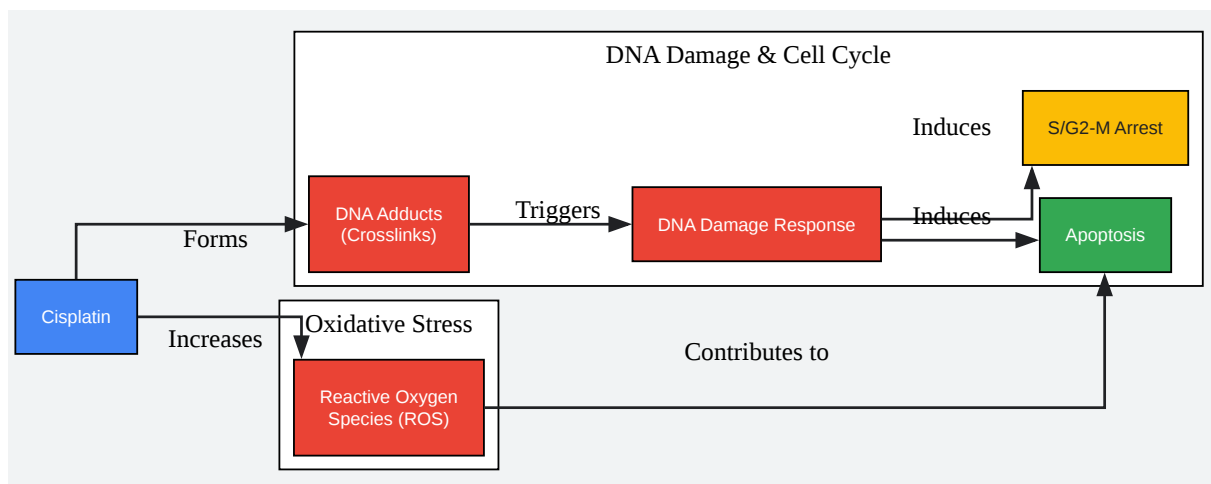 DNA Damage & Cell Cycle
Induces
S/G2-M Arrest
DNA Adducts
(Crosslinks)
Triggers
DNA Damage Response
Induces
Apoptosis
Forms
Cisplatin
Increases
Oxidative Stress
Contributes to
Reactive Oxygen
Species (ROS)